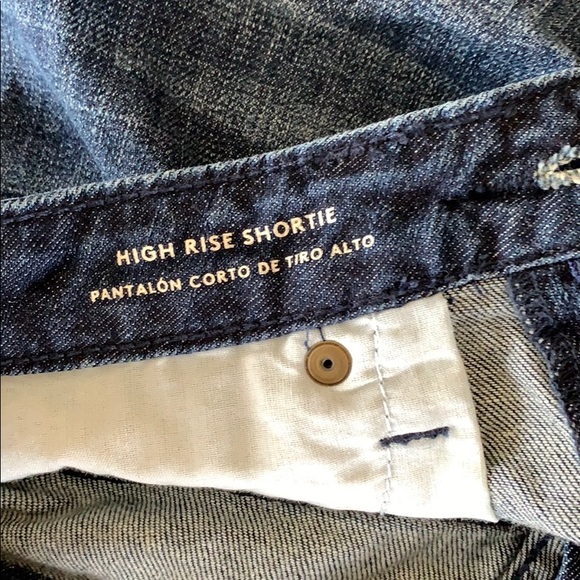 HIGH RISE SHORTIE
PANTALÓN CORTO DE TIRO ALTO